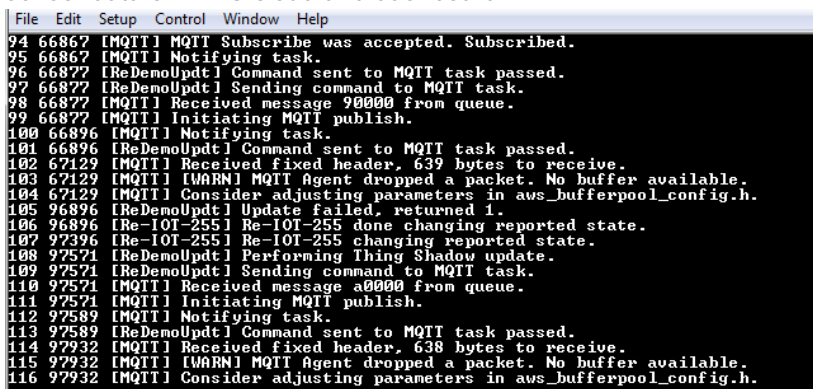 File Edit Setup Control Window Help
94 66867 [MQTT] MQTT Subscribe was accepted. Subscribed.
95 66867 [MQTT] Notifying task.
96 66877 [ReDemoUpdt] Command sent to MQTT task passed.
97 66877 [ReDemoUpdt] Sending command to MQTT task.
98 66877 [MQTT] Received message 90000 from queue.
99 66877 [MQTT] Initiating MQTT publish.
100 66896 [MQTT] Notifying task.
101 66896 [ReDemoUpdt] Command sent to MQTT task passed.
102 67129 [MQTT] Received fixed header, 639 bytes to receive.
103 67129 [MQTT] [WARN] MQTT Agent dropped a packet. No buffer available.
104 67129 [MQTT] Consider adjusting parameters in aws_bufferpool_config.h.
105 96896 [ReDemoUpdt] Update failed, returned 1.
106 96896 [Re-IOT-255] Re-IOT-255 done changing reported state.
107 97396 [Re-IOT-255] Re-IOT-255 changing reported state.
108 97571 [ReDemoUpdt] Performing Thing Shadow update.
109 97571 [ReDemoUpdt] Sending command to MQTT task.
110 97571 [MQTT] Received message a0000 from queue.
111 97571 [MQTT] Initiating MQTT publish.
112 97589 [MQTT] Notifying task.
113 97589 [ReDemoUpdt] Command sent to MQTT task passed.
114 97932 [MQTT] Received fixed header, 638 bytes to receive.
115 97932 [MQTT] [WARN] MQTT Agent dropped a packet. No buffer available.
116 97932 [MQTT] Consider adjusting parameters in aws_bufferpool_config.h.